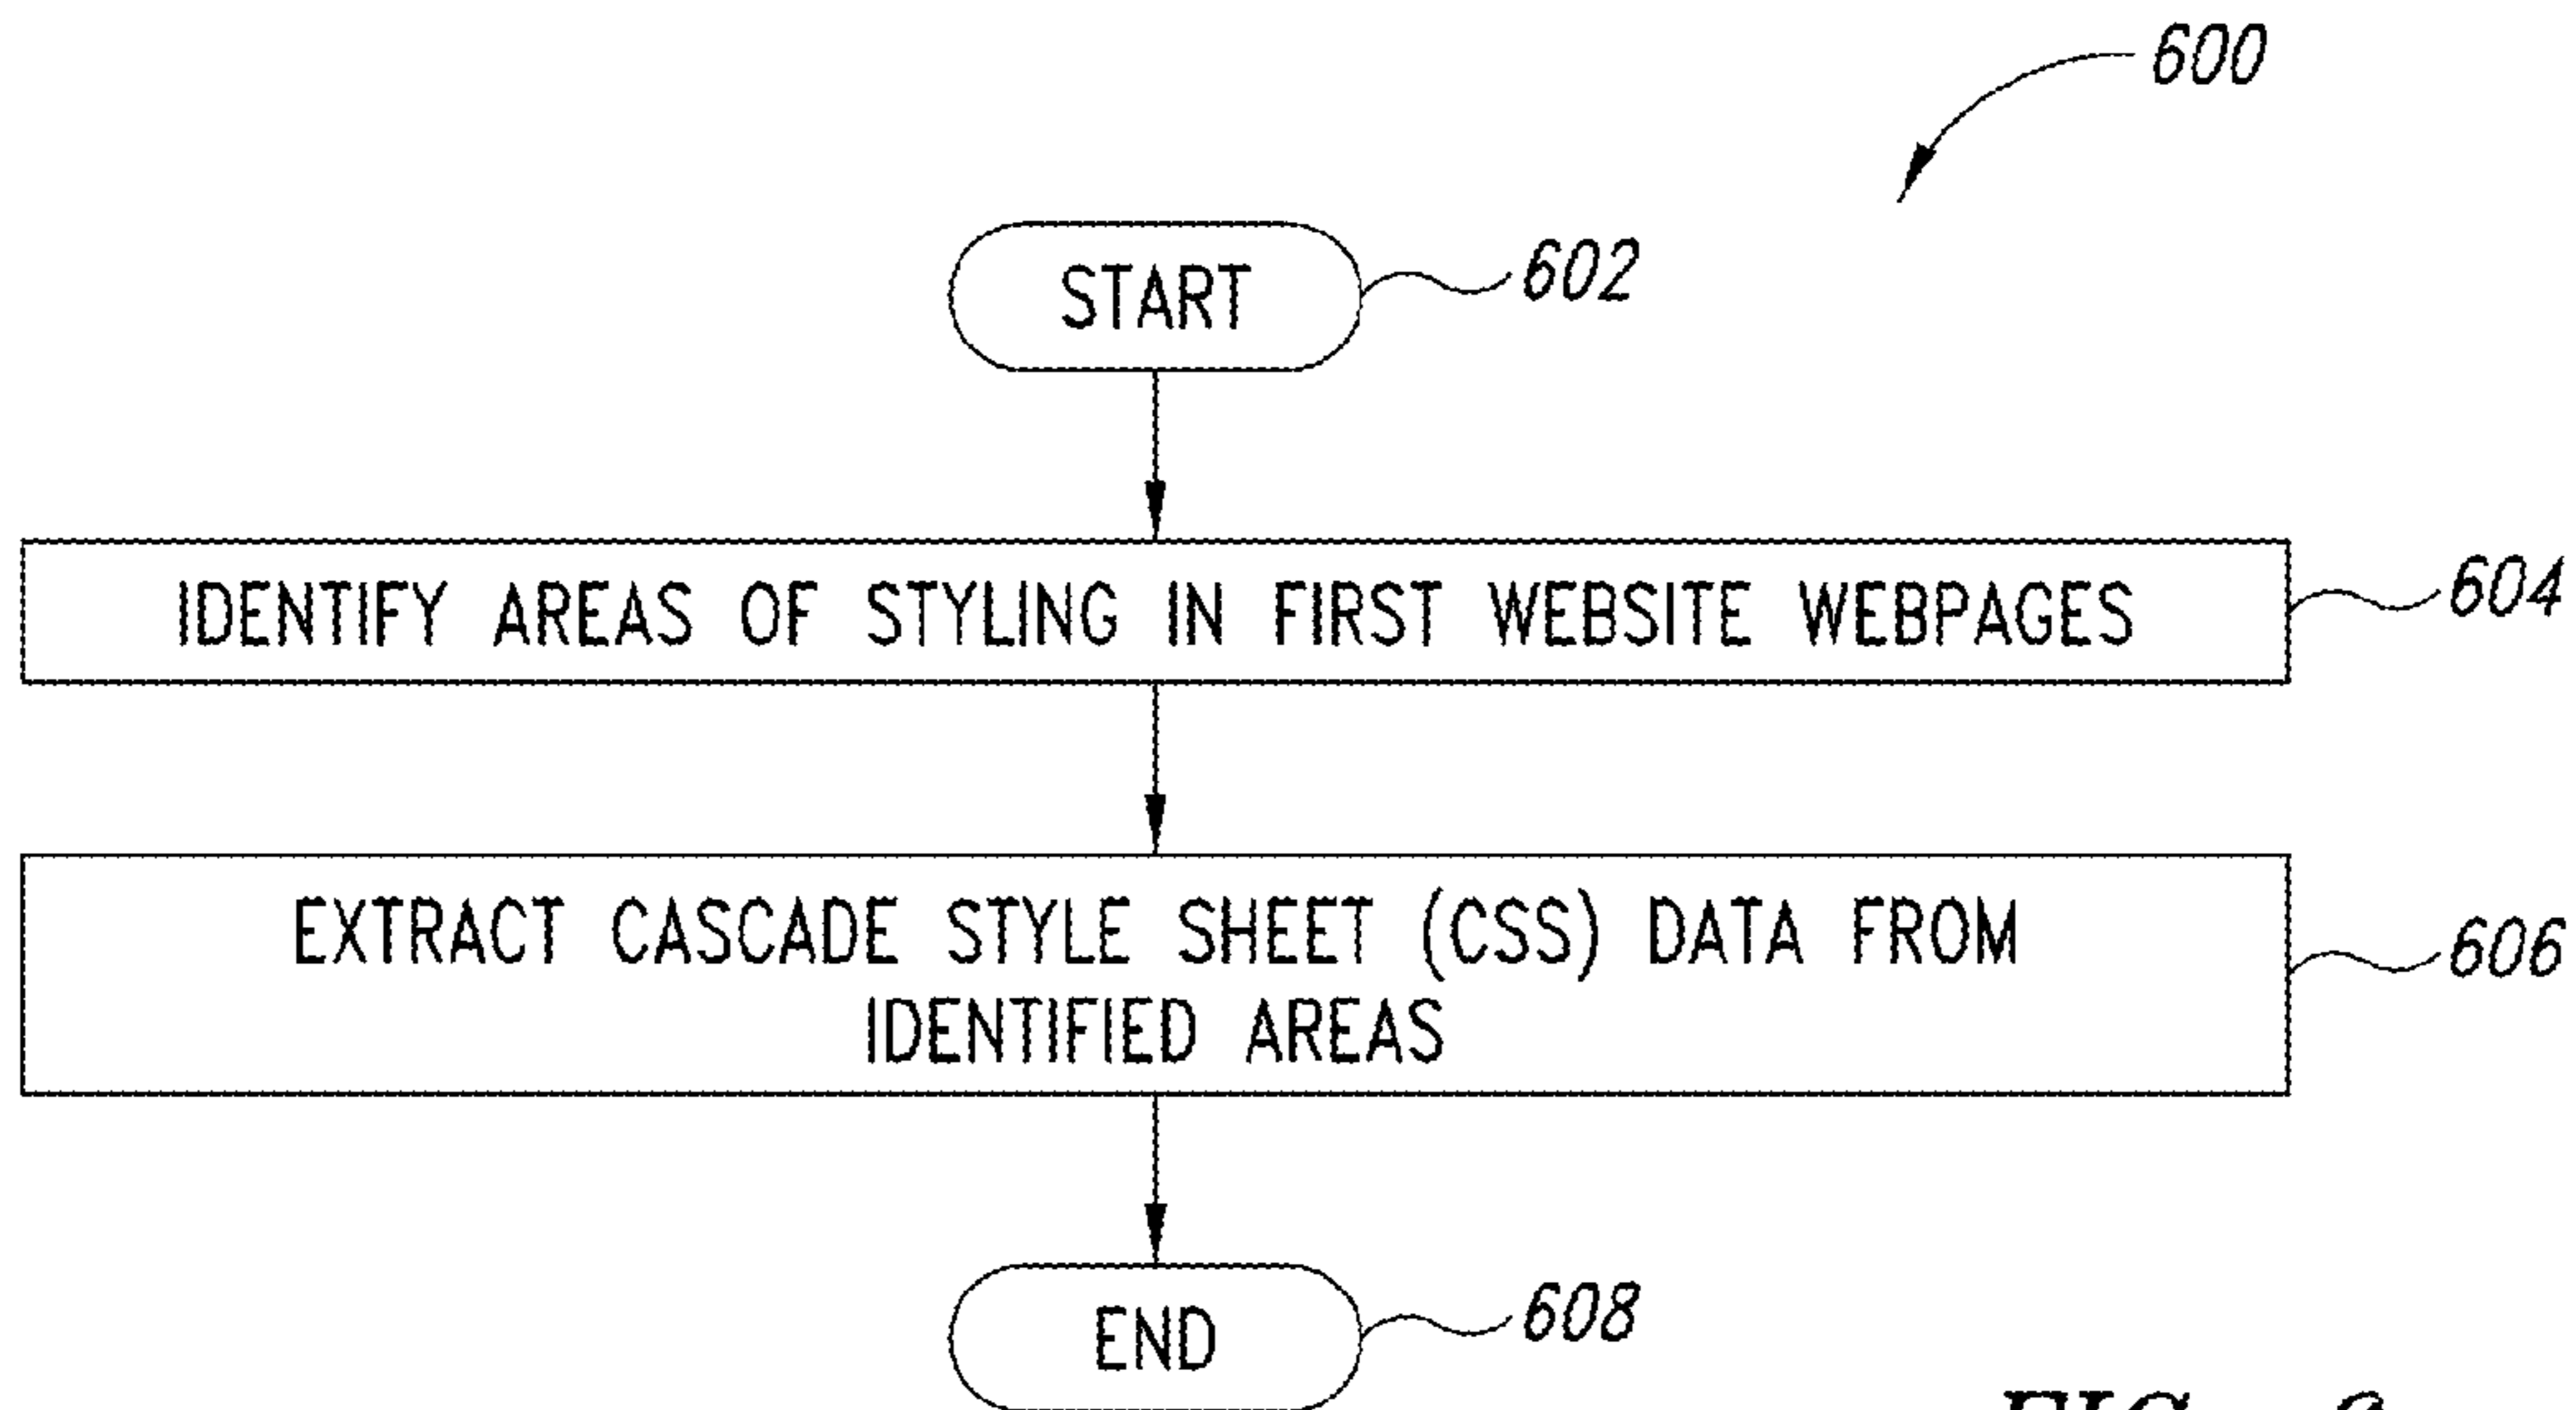 600
START 602
IDENTIFY AREAS OF STYLING IN FIRST WEBSITE WEBPAGES 604
EXTRACT CASCADE STYLE SHEET (CSS) DATA FROM
IDENTIFIED AREAS
606
END 608